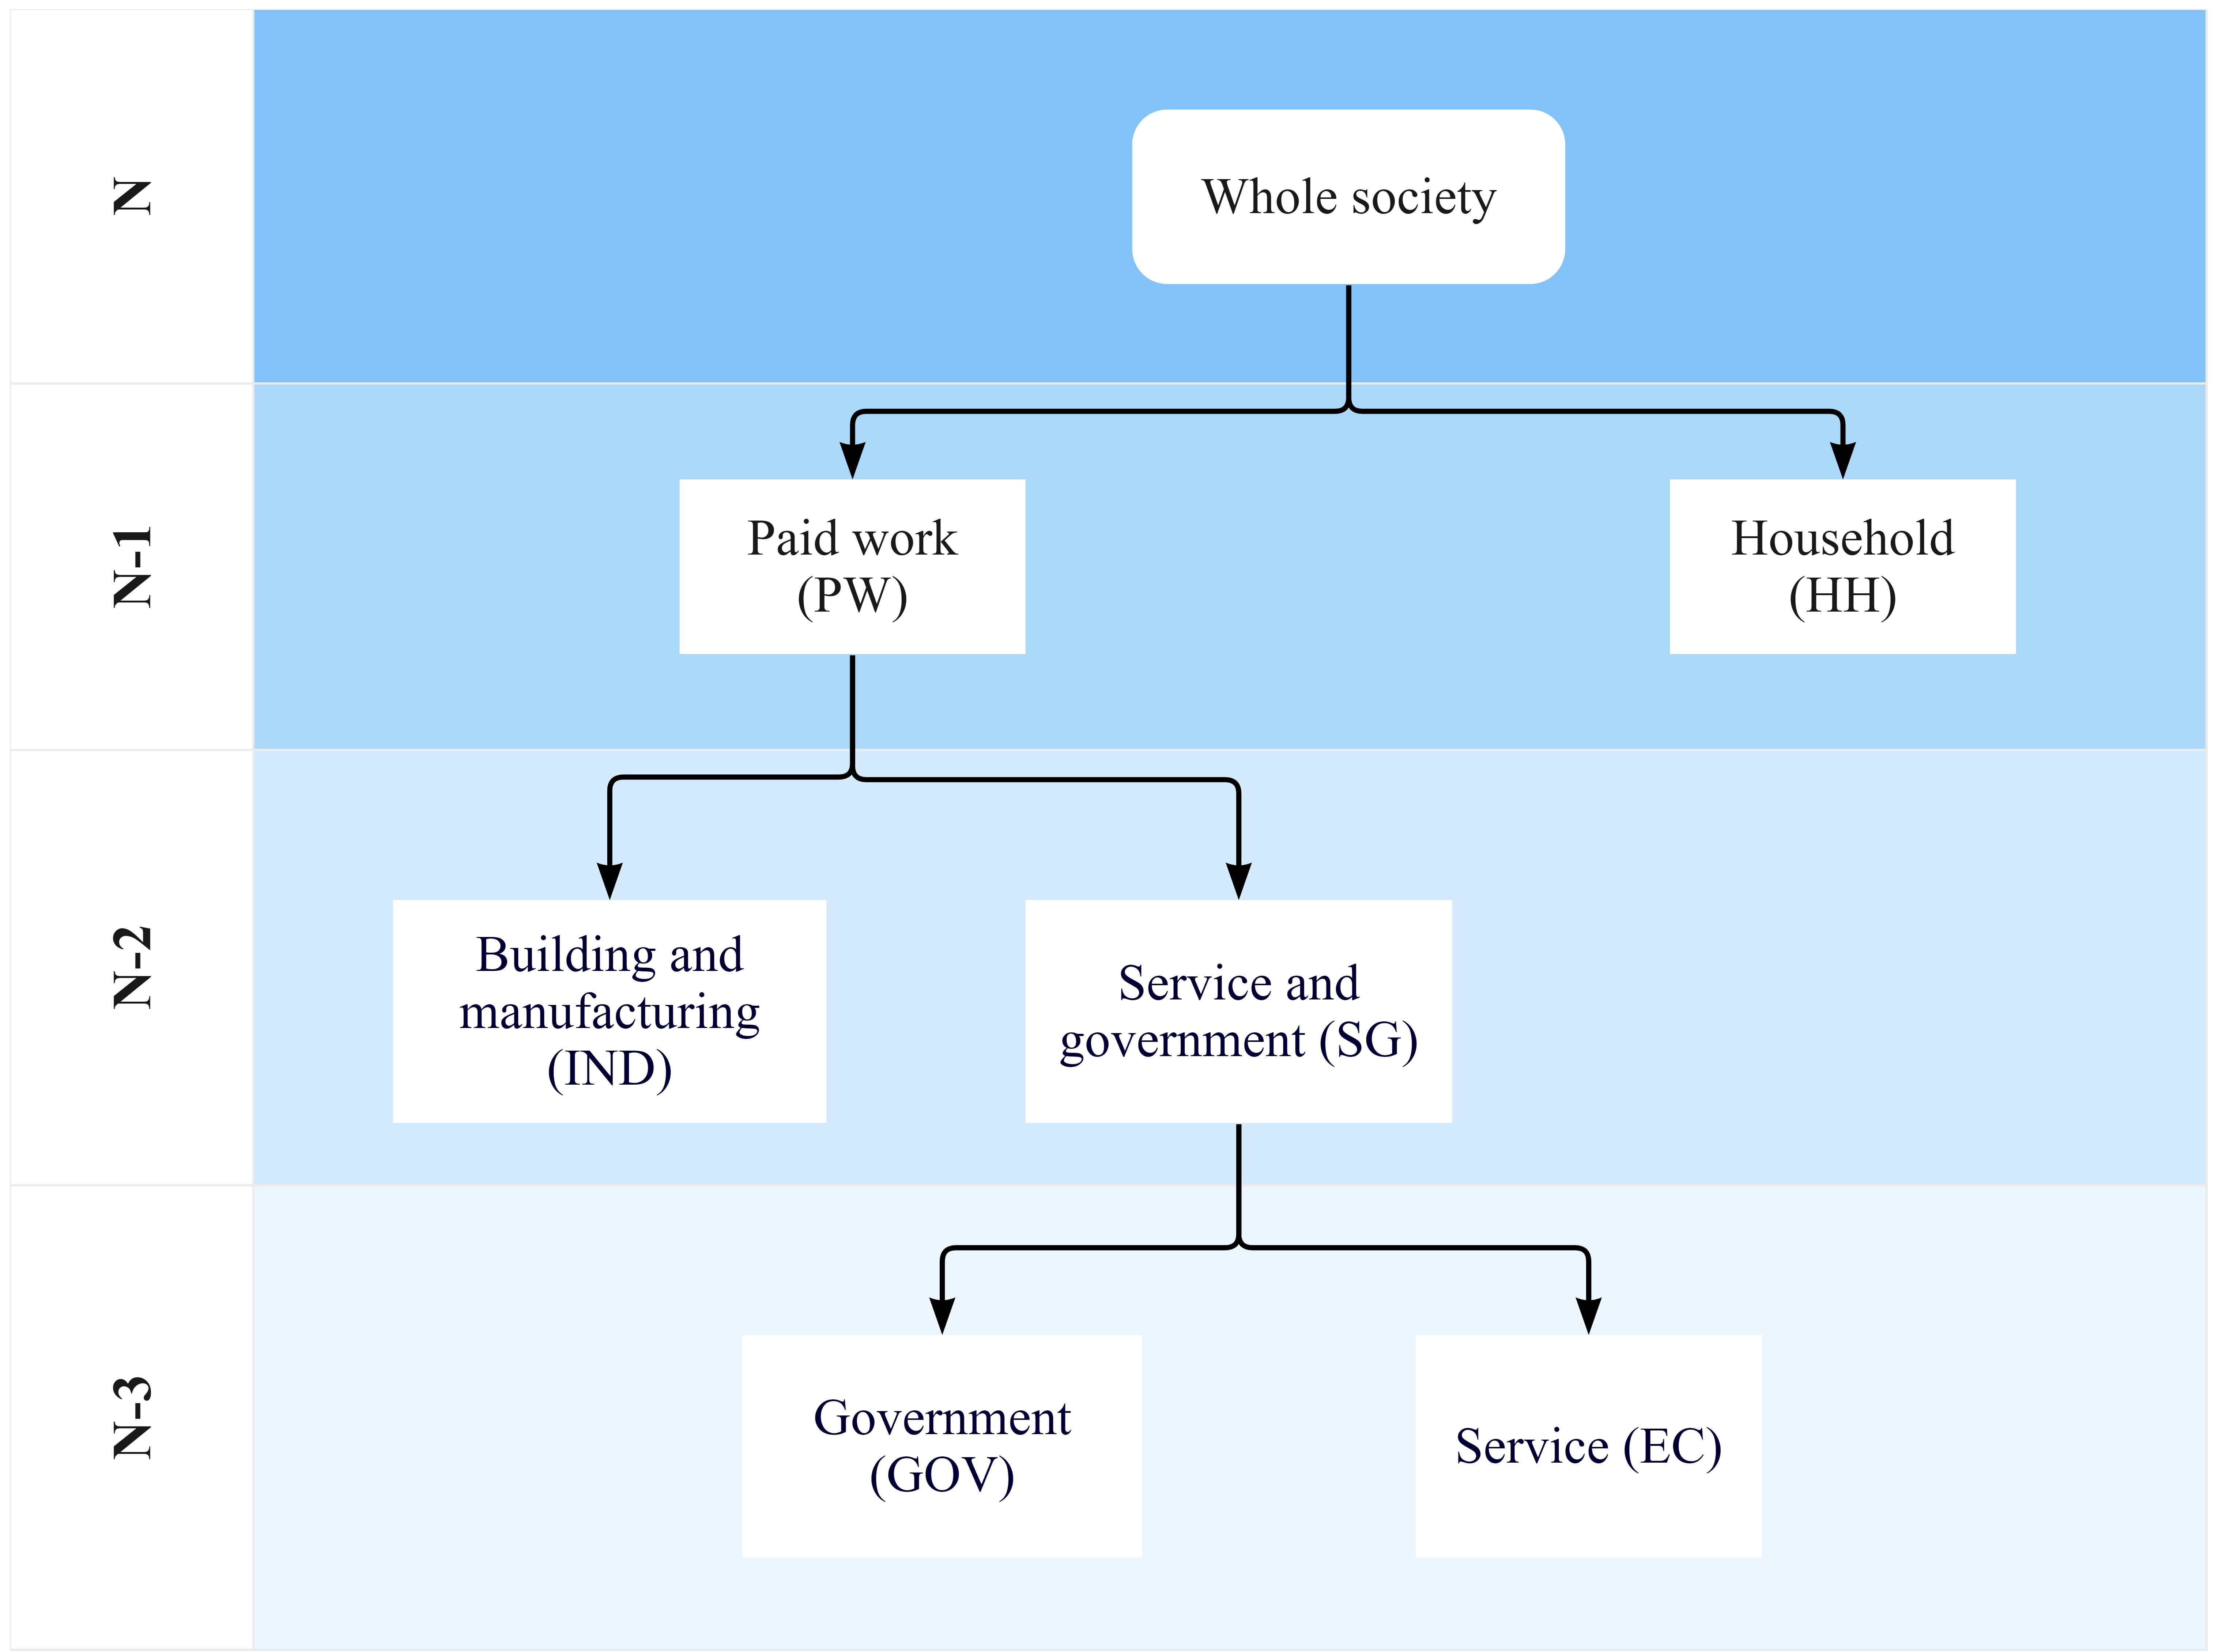 N
Whole society
N-1
Paid work
(PW)
Household
(HH)
N-2
Building and
manufacturing
(IND)
Service and
government (SG)
N-3
Government
(GOV)
Service (EC)